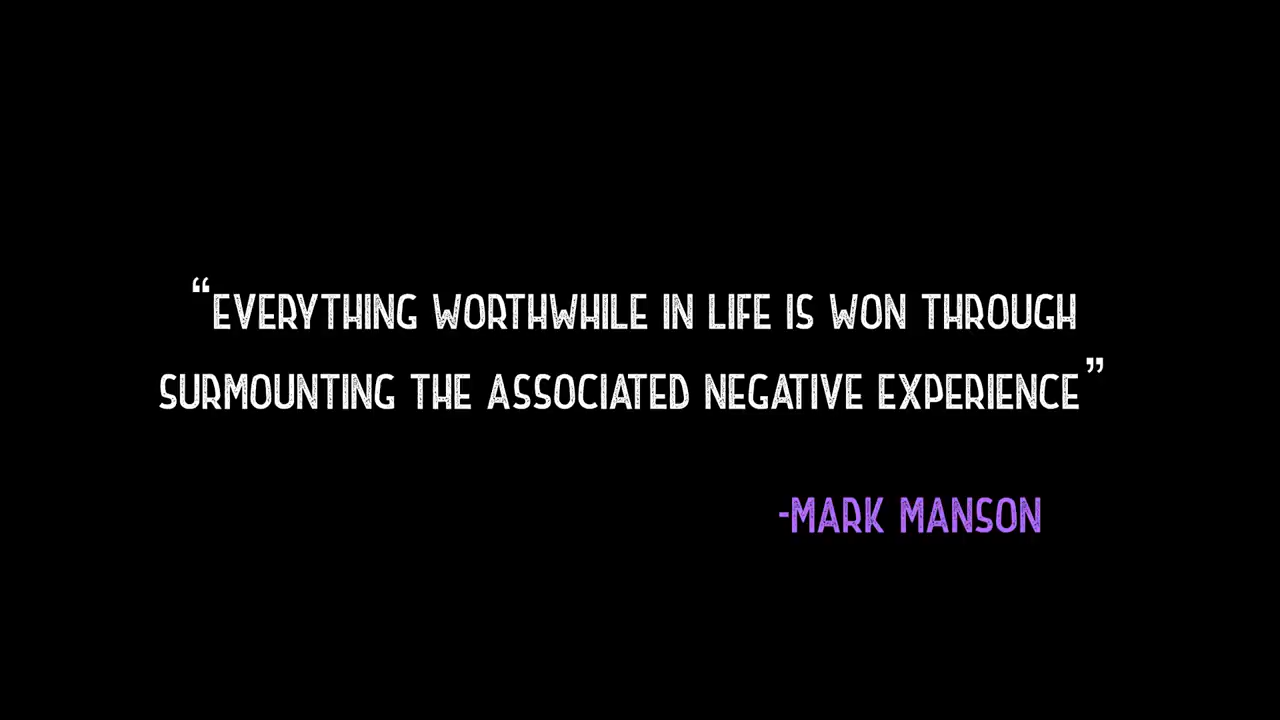 “EVERYTHING WORTHWHILE IN LIFE IS WON THROUGH
SURMOUNTING THE ASSOCIATED NEGATIVE EXPERIENCE”
-MARK MANSON